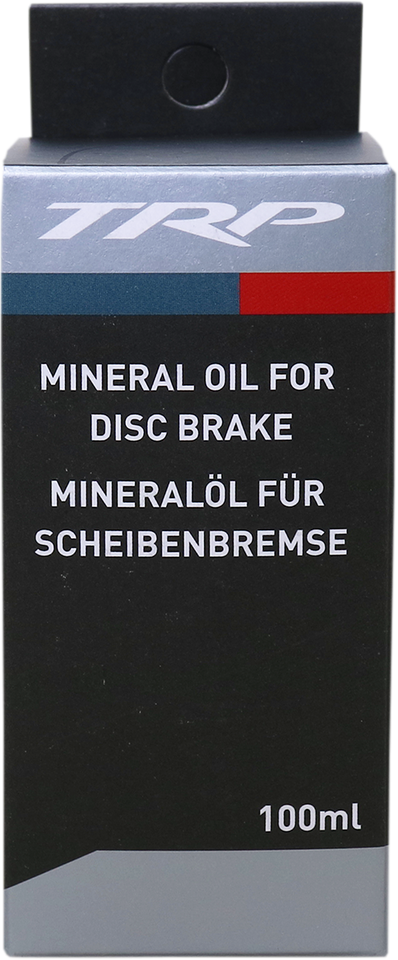 TRP
MINERAL OIL FOR
DISC BRAKE
MINERALÖL FÜR
SCHEIBENBREMSE
100ml